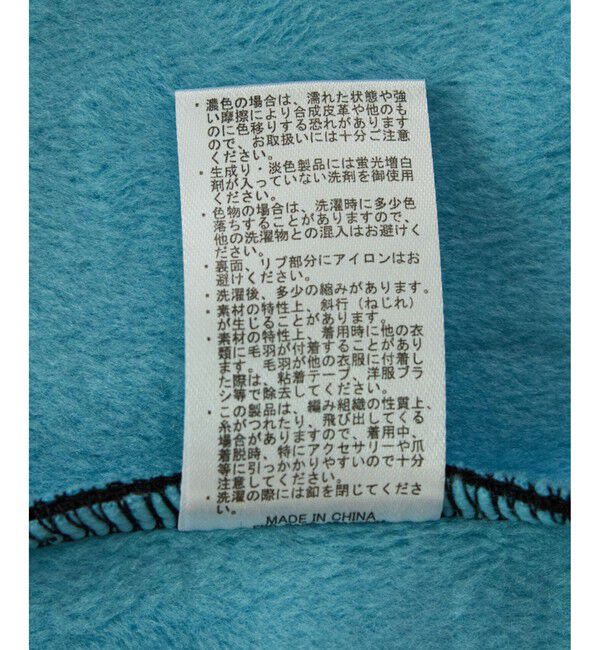 ・濃色の場合は、濡れた状態や強
い摩擦により合成皮革や他のも
のに色移りする恐れがあります
ので、お取扱いには十分ご注意
ください。
・生成り・淡色製品には蛍光増白
剤が入っていない洗剤を御使用
ください。
・色物の場合は、洗濯時に多少色
落ちすることがありますので、
他の洗濯物との混入はお避けく
ださい。
・裏面、リブ部分にアイロンはお
避けください。
・洗濯後、多少の縮みがあります。
・素材の特性上、斜行（ねじれ）
が生じることがあります。
・素材の特性上、着用時に他の衣
類に毛羽が付着することがあり
ます。毛羽が他の衣服に付着し
た際は、粘着テープ、洋服ブラ
シ等で除去してください。
・この製品は、編み組織の性質上、
糸がつれたり、飛び出してくる
場合がありますので、着用中、
着脱時、特にアクセサリーや爪
等に引っかかりやすいので十分
注意してください。
・洗濯の際には釦を閉じてくださ
い。
MADE IN CHINA